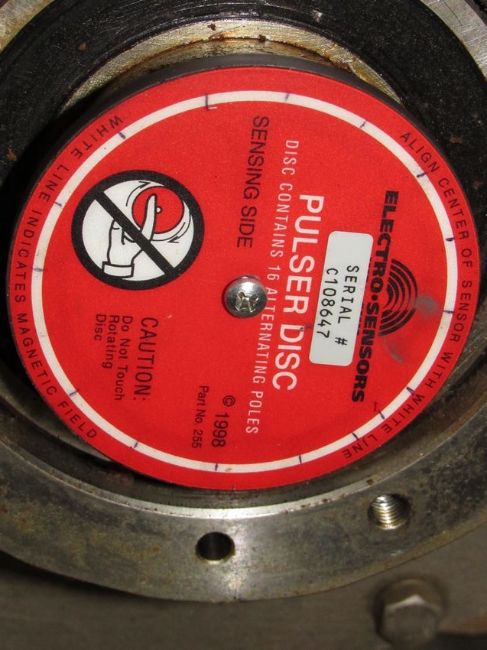 ALIGN CENTER OF SENSOR WITH WHITE LINE
ELECTRO-SENSORS
SERIAL #
C108647
PULSER DISC
DISC CONTAINS 16 ALTERNATING POLES
SENSING SIDE
CAUTION:
Do Not Touch
Rotating
Disc
© 1998
Part No. 255
WHITE LINE INDICATES MAGNETIC FIELD